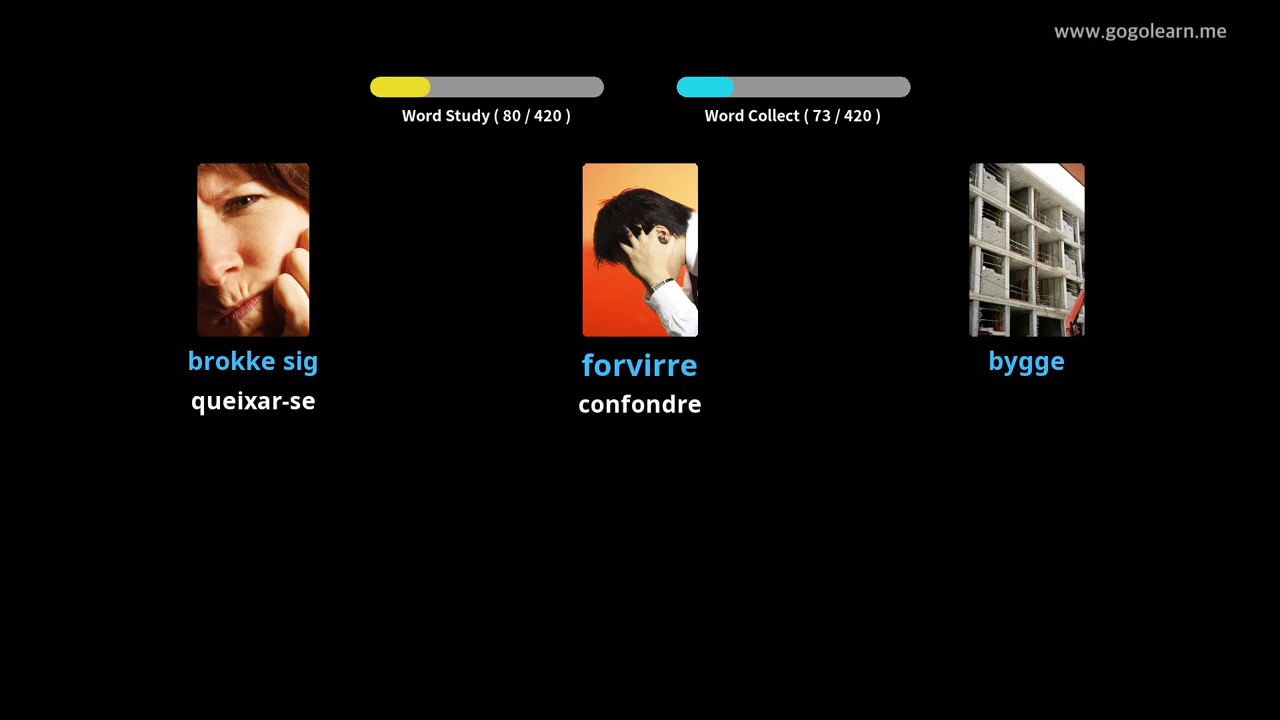 www.gogolearn.me
Word Study ( 80 / 420 )
Word Collect ( 73 / 420 )
brokke sig
forvirre
bygge
queixar-se
confondre